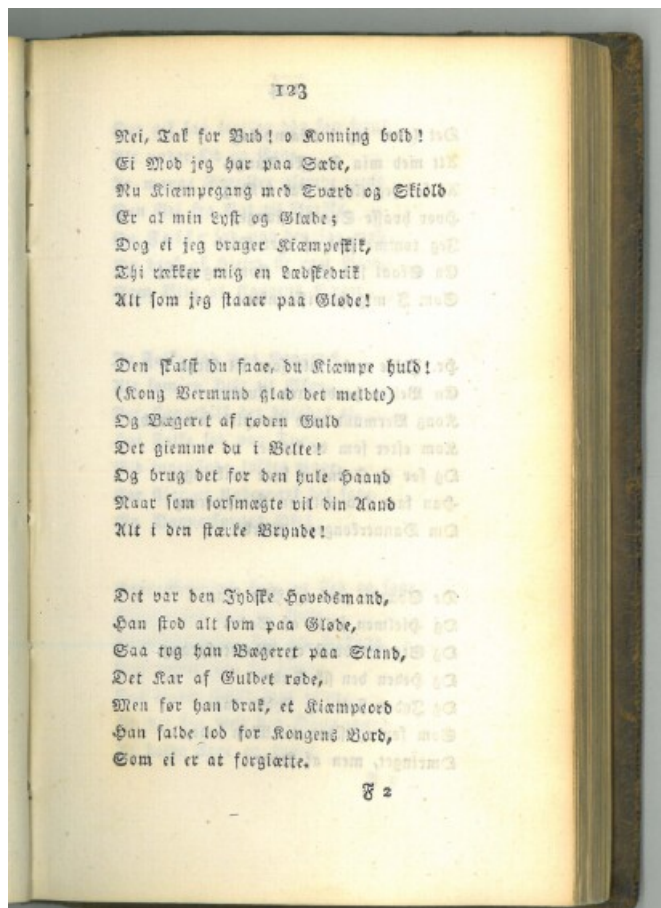 123
Nei, Tak for Bud! o Konning bold!
Ei Mod jeg har paa Sæde,
Nu Kiæmpegang med Sværd og Skiold
Er al min Lyst og Glæde;
Dog ei jeg vrager Kiæmpeskik,
Thi rækker mig en Lædskedrik
Alt som jeg staaer paa Gløde!
Den skalst du faae, du Kiæmpe huld!
(Kong Vermund glad det meldte)
Og Bægeret af røden Guld
Det giemme du i Belte!
Og brug det for den hule Haand
Naar som forsmægte vil din Aand
Alt i den stærke Brynde!
Det var den Jydske Hovedsmand,
Han stod alt som paa Gløde,
Saa tog han Bægeret paa Stand,
Det Kar af Guldet røde,
Men før han drak, et Kiæmpeord
Han falde lod for Kongens Bord,
Som ei er at forgiætte.
F 2